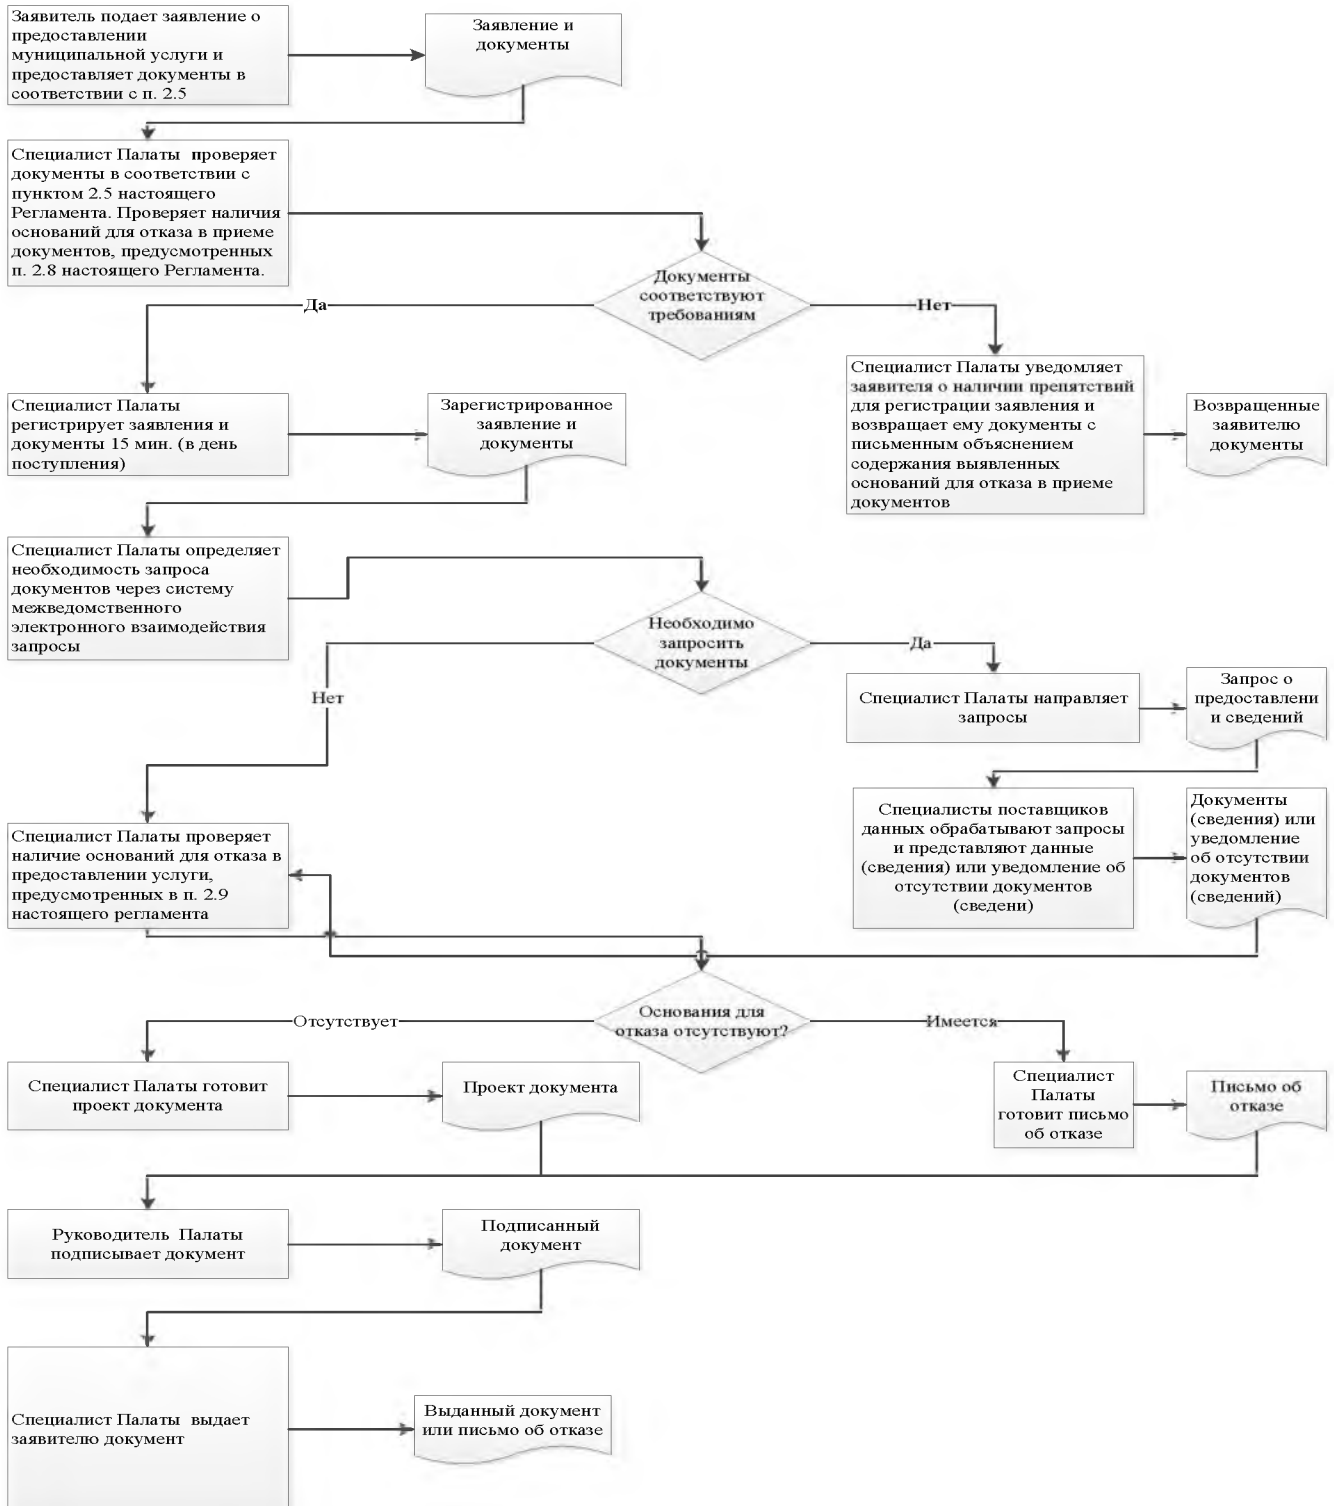 Заявитель подает заявление о
предоставлении
муниципальной услуги и
предоставляет документы в
соответствии с п. 2.5
Заявление и
документы
Специалист Палаты проверяет
документы в соответствии с
пунктом 2.5 настоящего
Регламента. Проверяет наличия
оснований для отказа в приеме
документов, предусмотренных
п. 2.8 настоящего Регламента.
Документы
соответствуют
требованиям
Да
Нет
Специалист Палаты
регистрирует заявления и
документы 15 мин. (в день
поступления)
Зарегистрированное
заявление и
документы
Специалист Палаты уведомляет
заявителя о наличии препятствий
для регистрации заявления и
возвращает ему документы с
письменным объяснением
содержания выявленных
оснований для отказа в приеме
документов
Возвращенные
заявителю
документы
Специалист Палаты определяет
необходимость запроса
документов через систему
межведомственного
электронного взаимодействия
запросы
Необходимо
запросить
документы
Да
Нет
Специалист Палаты направляет
запросы
Запрос о
предоставлени
и сведений
Специалисты поставщиков
данных обрабатывают запросы
и представляют данные
(сведения) или уведомление об
отсутствии документов
(сведени)
Документы
(сведения) или
уведомление
об отсутствии
документов
(сведений)
Специалист Палаты проверяет
наличие оснований для отказа в
предоставлении услуги,
предусмотренных в п. 2.9
настоящего регламента
Основания для
отказа отсутствуют?
Отсутствует
Имеется
Специалист Палаты готовит
проект документа
Проект документа
Специалист
Палаты
готовит письмо
об отказе
Письмо об
отказе
Руководитель Палаты
подписывает документ
Подписанный
документ
Специалист Палаты выдает
заявителю документ
Выданный документ
или письмо об отказе